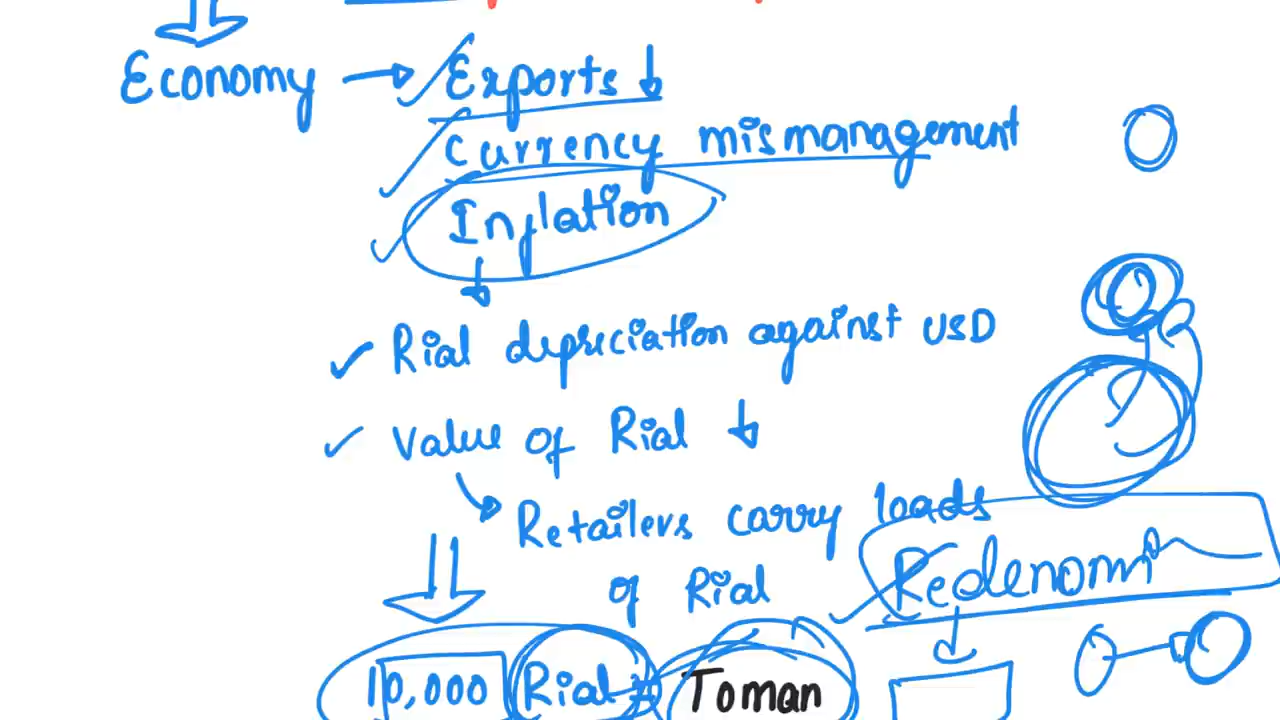 Economy → Exports ↓
Currency mismanagement
Inflation
Rial depreciation against USD
Value of Rial ↓
Retailers carry loads
of Rial
Redenomi
10,000 Rial Toman